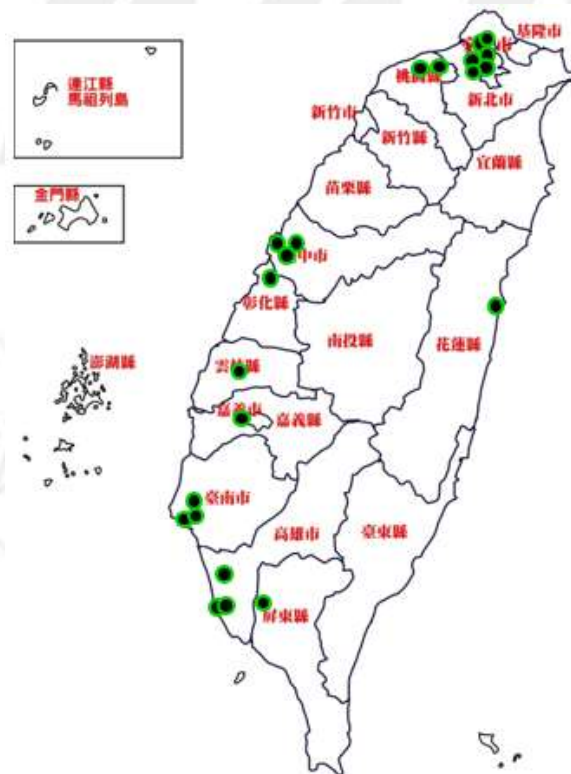 連江縣
馬祖列島
金門縣
澎湖縣
基隆市
市
桃園縣
新北市
新竹市
新竹縣
宜蘭縣
苗栗縣
中市
彰化縣
南投縣
花蓮縣
雲林縣
嘉義市
嘉義縣
臺南市
高雄市
臺東縣
屏東縣